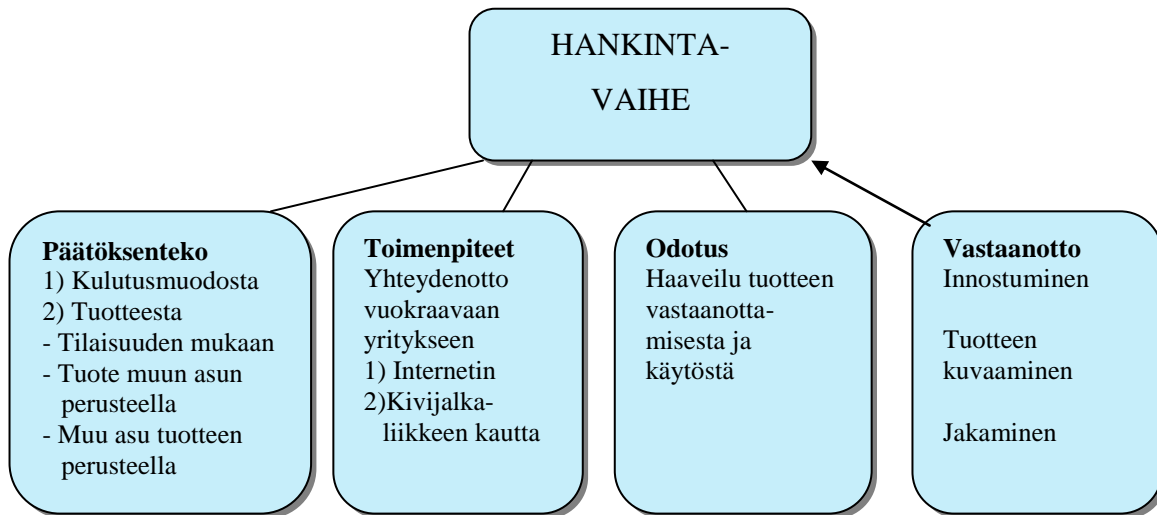 HANKINTA-
VAIHE
Päätöksenteko
1) Kulutusmuodosta
2) Tuotteesta
- Tilaisuuden mukaan
- Tuote muun asun
perusteella
- Muu asu tuotteen
perusteella
Toimenpiteet
Yhteydenotto
vuokraavaan
yritykseen
1) Internetin
2)Kivijalka-
liikkeen kautta
Odotus
Haaveilu tuotteen
vastaanotta-
misesta ja
käytöstä
Vastaanotto
Innostuminen
Tuotteen
kuvaaminen
Jakaminen